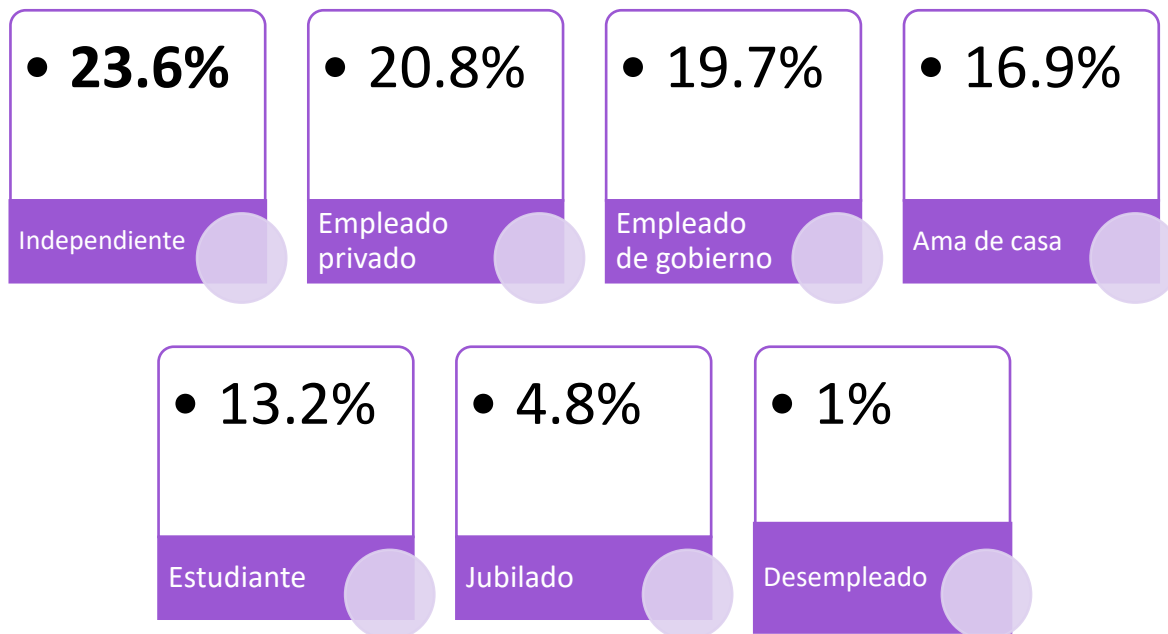 • 23.6%
Independiente
• 20.8%
Empleado
privado
• 19.7%
Empleado
de gobierno
• 16.9%
Ama de casa
• 13.2%
Estudiante
• 4.8%
Jubilado
• 1%
Desempleado